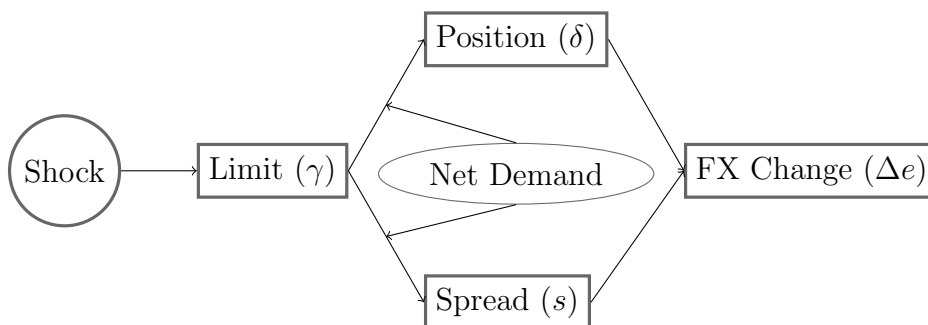 Position (δ)
Shock
Limit (γ)
Net Demand
FX Change (Δe)
Spread (s)